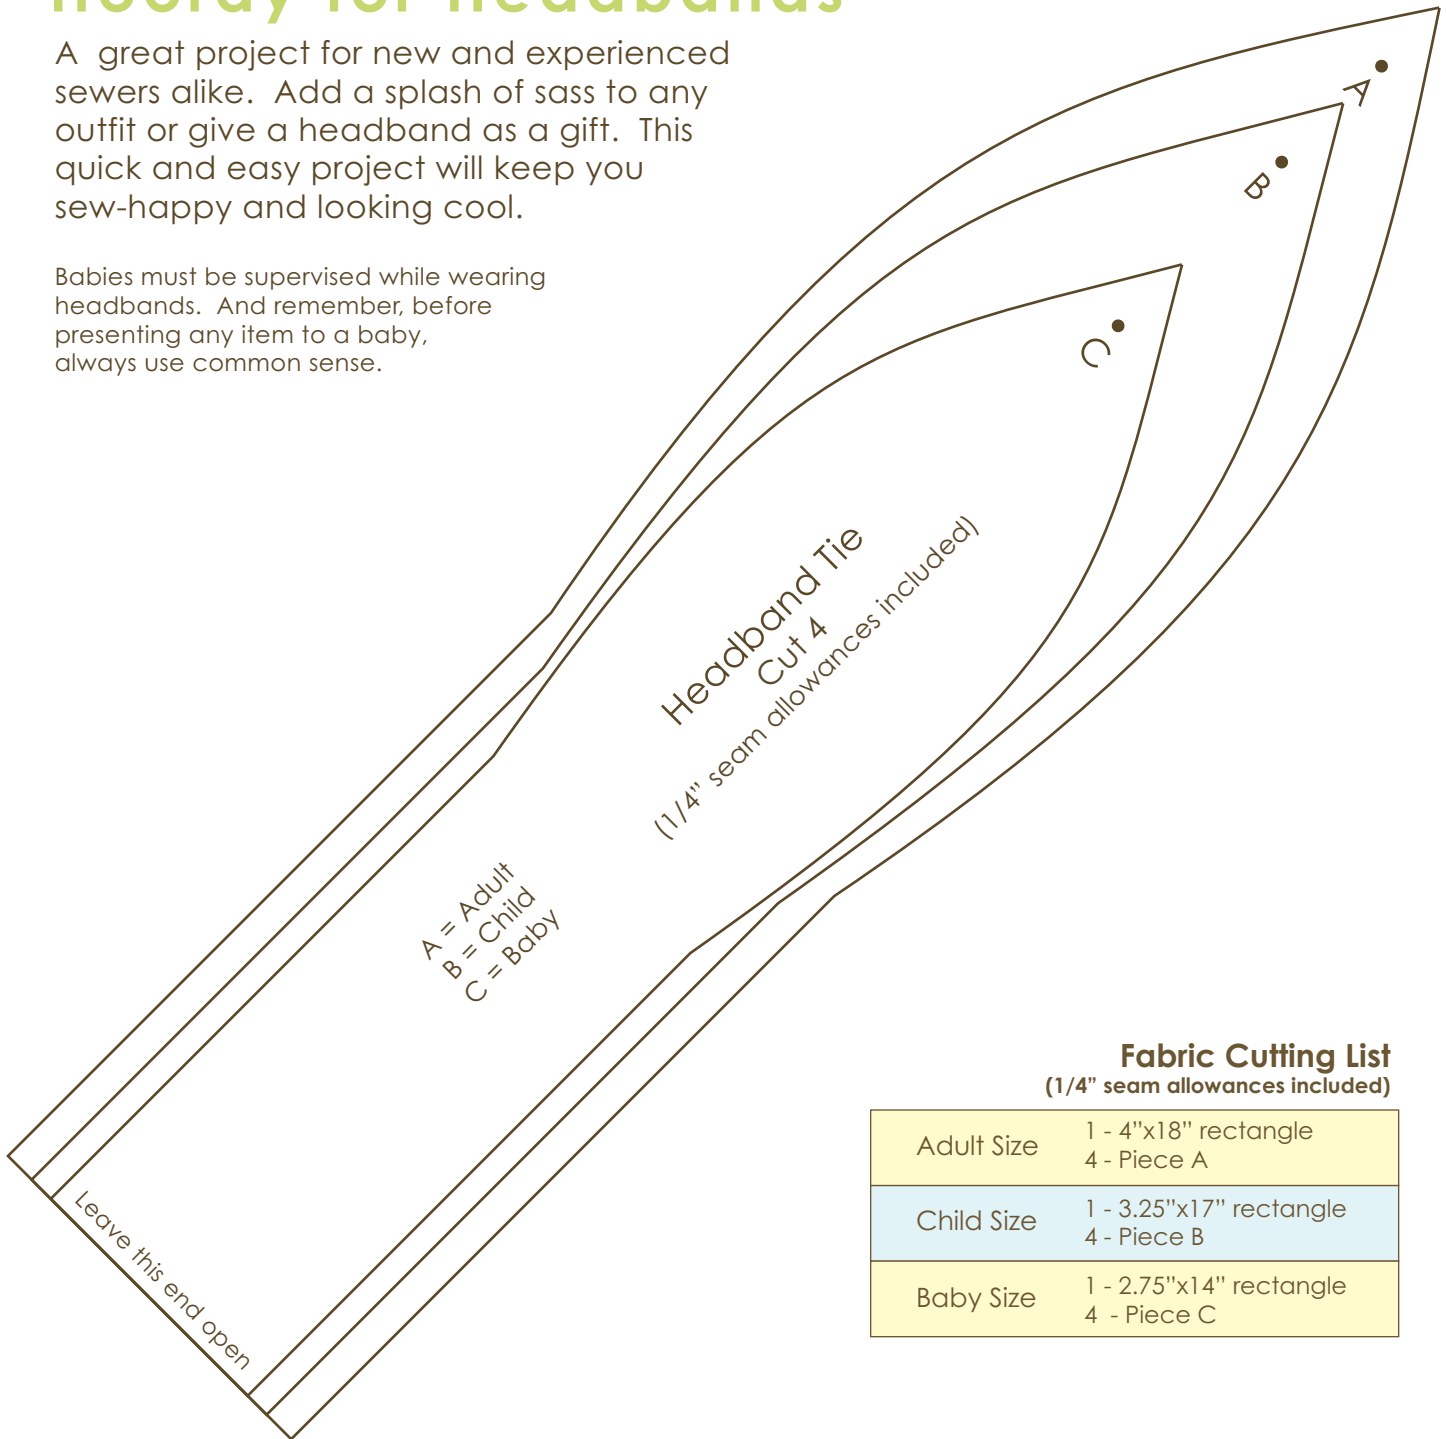 Hooray for Headbands
A great project for new and experienced
sewers alike. Add a splash of sass to any
outfit or give a headband as a gift. This
quick and easy project will keep you
sew-happy and looking cool.
Babies must be supervised while wearing
headbands. And remember, before
presenting any item to a baby,
always use common sense.
A
B
C
Headband Tie
Cut 4
(1/4” seam allowances included)
A = Adult
B = Child
C = Baby
Leave this end open
Fabric Cutting List
(1/4” seam allowances included)
Adult Size
1 - 4”x18” rectangle
4 - Piece A
Child Size
1 - 3.25”x17” rectangle
4 - Piece B
Baby Size
1 - 2.75”x14” rectangle
4 - Piece C